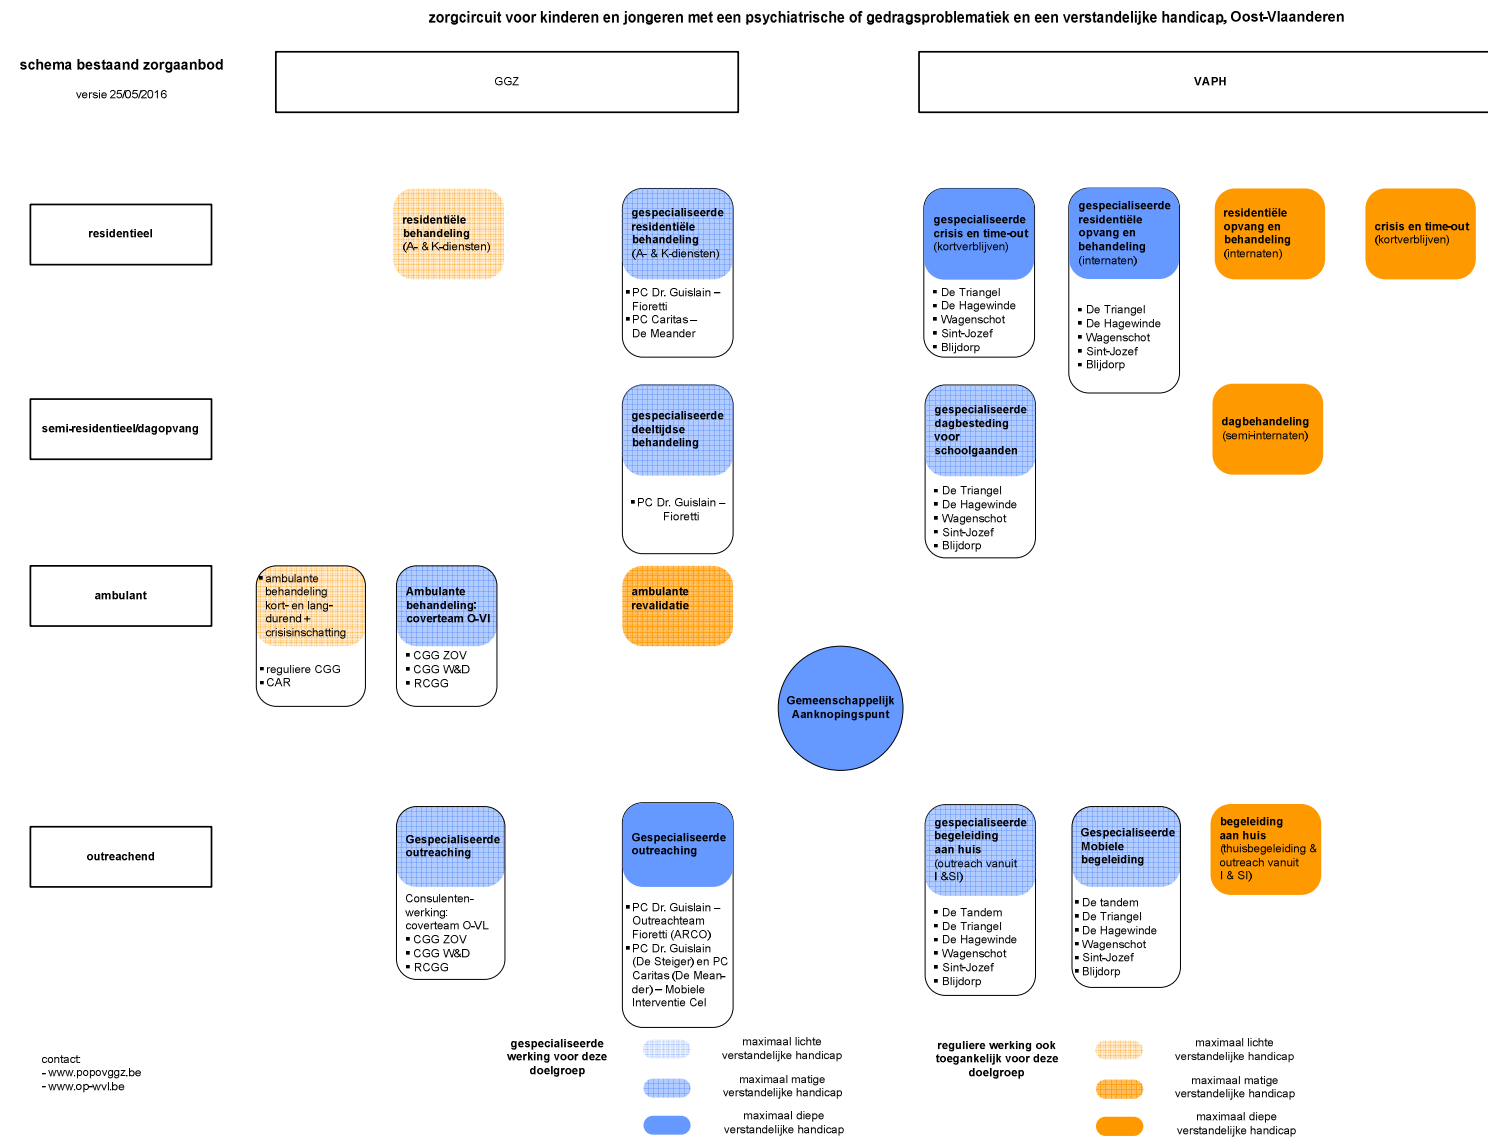 zorgcircuit voor kinderen en jongeren met een psychiatrische of gedragsproblematiek en een verstandelijke handicap, Oost-Vlaanderen
schema bestaand zorgaanbod
versie 25/05/2016
GGZ
VAPH
residentieel
residentiële
behandeling
(A- & K-diensten)
gespecialiseerde
residentiële
behandeling
(A- & K-diensten)
▪ PC Dr. Guislain –
Fioretti
▪ PC Caritas –
De Meander
gespecialiseerde
crisis en time-out
(kortverblijven)
▪ De Triangel
▪ De Hagewinde
▪ Wagenschot
▪ Sint-Jozef
▪ Blijdorp
gespecialiseerde
residentiële
opvang en
behandeling
(internaten)
▪ De Triangel
▪ De Hagewinde
▪ Wagenschot
▪ Sint-Jozef
▪ Blijdorp
residentiële
opvang en
behandeling
(internaten)
crisis en time-out
(kortverblijven)
semi-residentieel/dagopvang
gespecialiseerde
deeltijdse
behandeling
▪ PC Dr. Guislain –
Fioretti
gespecialiseerde
dagbesteding
voor
schoolgaanden
▪ De Triangel
▪ De Hagewinde
▪ Wagenschot
▪ Sint-Jozef
▪ Blijdorp
dagbehandeling
(semi-internaten)
ambulant
▪ ambulante
behandeling
kort- en lang-
durend +
crisisinschatting
▪ reguliere CGG
▪ CAR
Ambulante
behandeling:
coverteam O-Vl
▪ CGG ZOV
▪ CGG W&D
▪ RCGG
ambulante
revalidatie
Gemeenschappelijk
Aanknopingspunt
outreachend
Gespecialiseerde
outreaching
Consulenten-
werking:
coverteam O-VL
▪ CGG ZOV
▪ CGG W&D
▪ RCGG
Gespecialiseerde
outreaching
▪ PC Dr. Guislain –
Outreachteam
Fioretti (ARCO)
▪ PC Dr. Guislain
(De Steiger) en PC
Caritas (De Mean-
der) – Mobiele
Interventie Cel
gespecialiseerde
begeleiding
aan huis
(outreach vanuit
I &SI)
▪ De Tandem
▪ De Triangel
▪ De Hagewinde
▪ Wagenschot
▪ Sint-Jozef
▪ Blijdorp
Gespecialiseerde
Mobiele
begeleiding
▪ De tandem
▪ De Triangel
▪ De Hagewinde
▪ Wagenschot
▪ Sint-Jozef
▪ Blijdorp
begeleiding
aan huis
(thuisbegeleiding &
outreach vanuit
I & SI)
contact:
- www.popovggz.be
- www.op-wvl.be
gespecialiseerde
werking voor deze
doelgroep
maximaal lichte
verstandelijke handicap
maximaal matige
verstandelijke handicap
maximaal diepe
verstandelijke handicap
reguliere werking ook
toegankelijk voor deze
doelgroep
maximaal lichte
verstandelijke handicap
maximaal matige
verstandelijke handicap
maximaal diepe
verstandelijke handicap